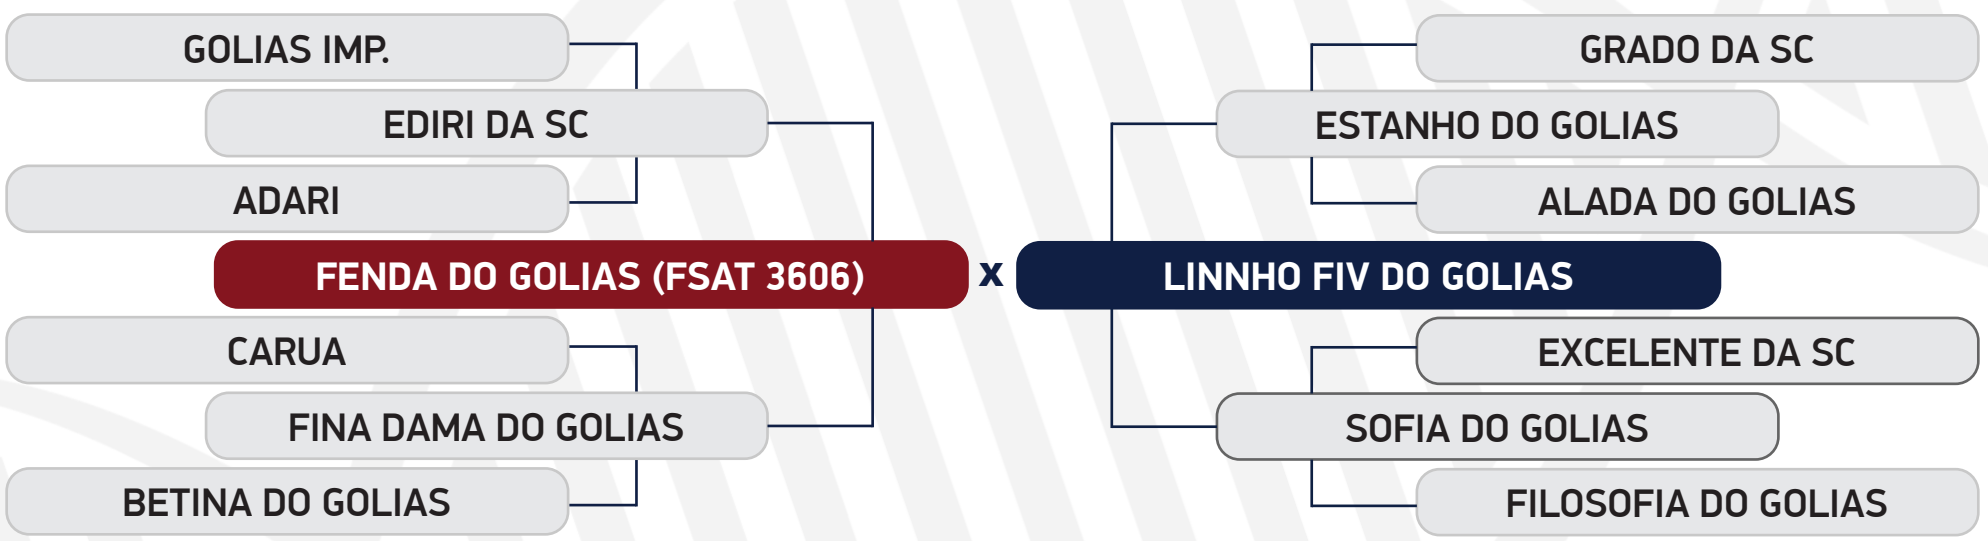 GOLIAS IMP.
GRADO DA SC
EDIRI DA SC
ESTANHO DO GOLIAS
ADARI
ALADA DO GOLIAS
FENDA DO GOLIAS (FSAT 3606)
x
LINNHO FIV DO GOLIAS
CARUA
EXCELENTE DA SC
FINA DAMA DO GOLIAS
SOFIA DO GOLIAS
BETINA DO GOLIAS
FILOSOFIA DO GOLIAS